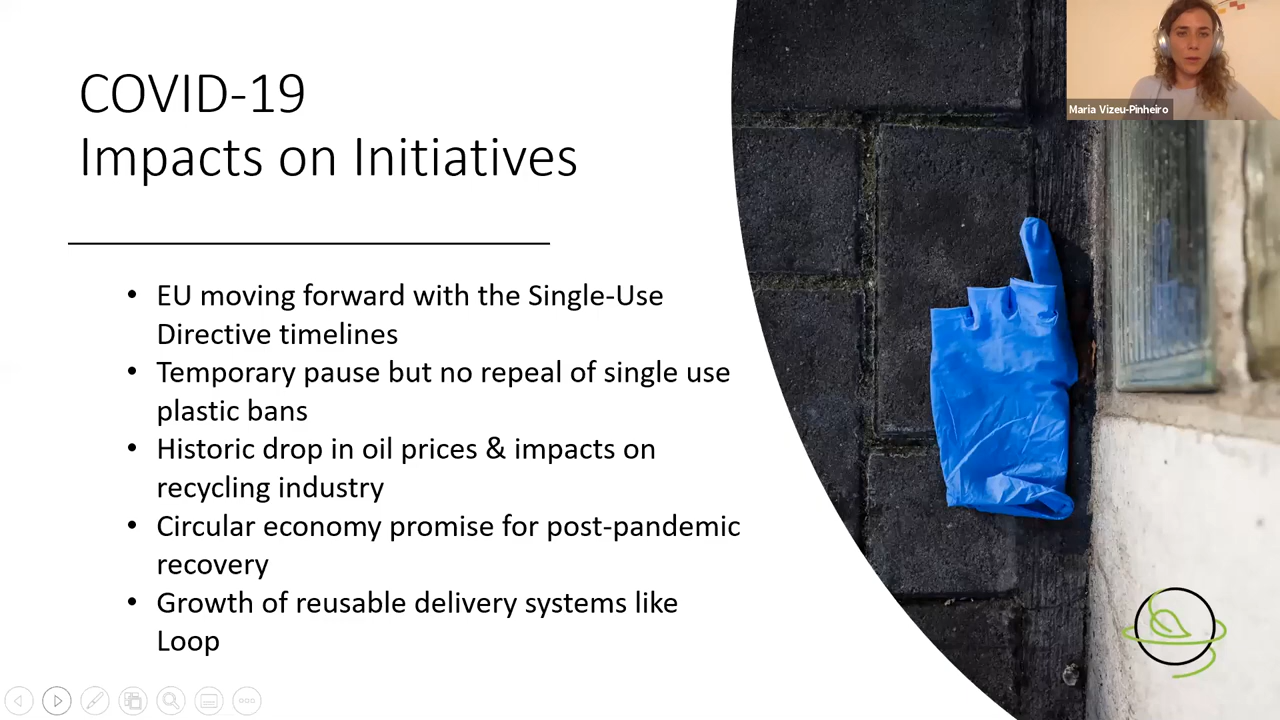 COVID-19
Impacts on Initiatives
Maria Vizeu-Pinheiro
• EU moving forward with the Single-Use
Directive timelines
• Temporary pause but no repeal of single use
plastic bans
• Historic drop in oil prices & impacts on
recycling industry
• Circular economy promise for post-pandemic
recovery
• Growth of reusable delivery systems like
Loop